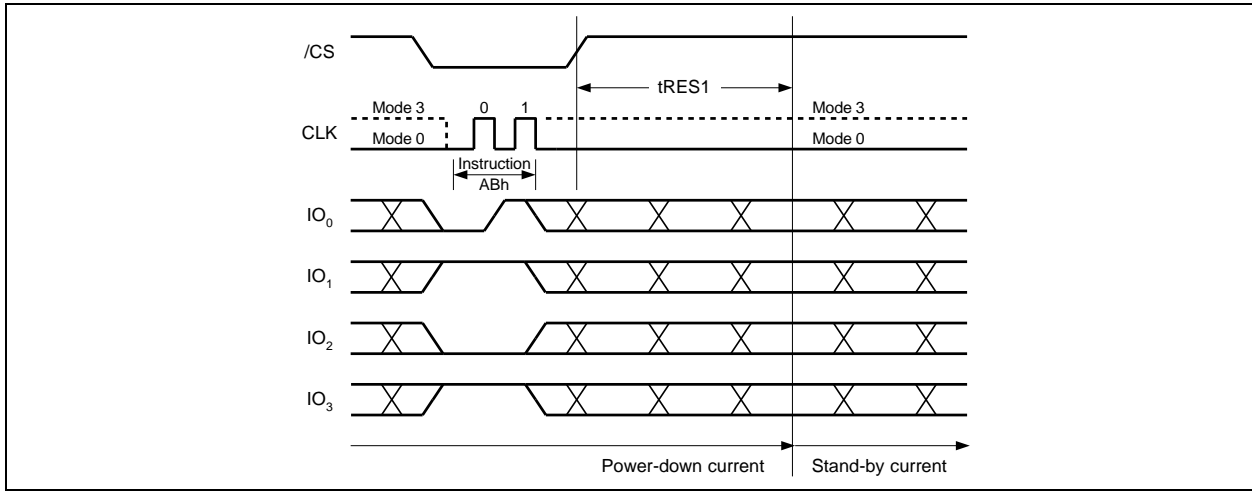 /CS
tRES1
Mode 3 0 1 Mode 3
CLK
Mode 0 Mode 0
Instruction
ABh
IO0
IO1
IO2
IO3
Power-down current Stand-by current